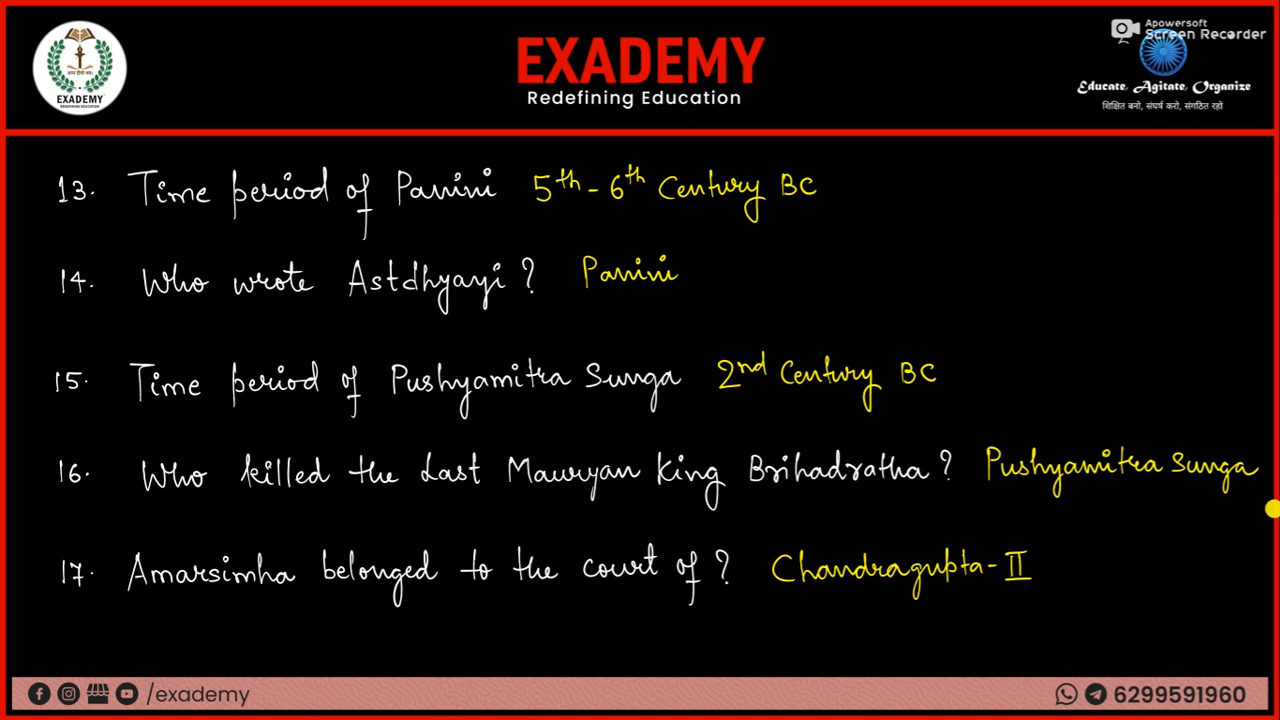 EXADEMY
REDEFINING EDUCATION
EXADEMY
Redefining Education
Apowersoft
Screen Recorder
Educate, Agitate, Organize
शिक्षित बनो, संघर्ष करो, संगठित रहो
13. Time period of Panini 5th - 6th Century BC
14. Who wrote Astdhyayi? Panini
15. Time period of Pushyamitra Sunga 2nd Century BC
16. Who killed the Last Mauryan King Brihadratha? Pushyamitra Sunga
17. Amarsimha belonged to the court of? Chandragupta-II
/exademy
6299591960